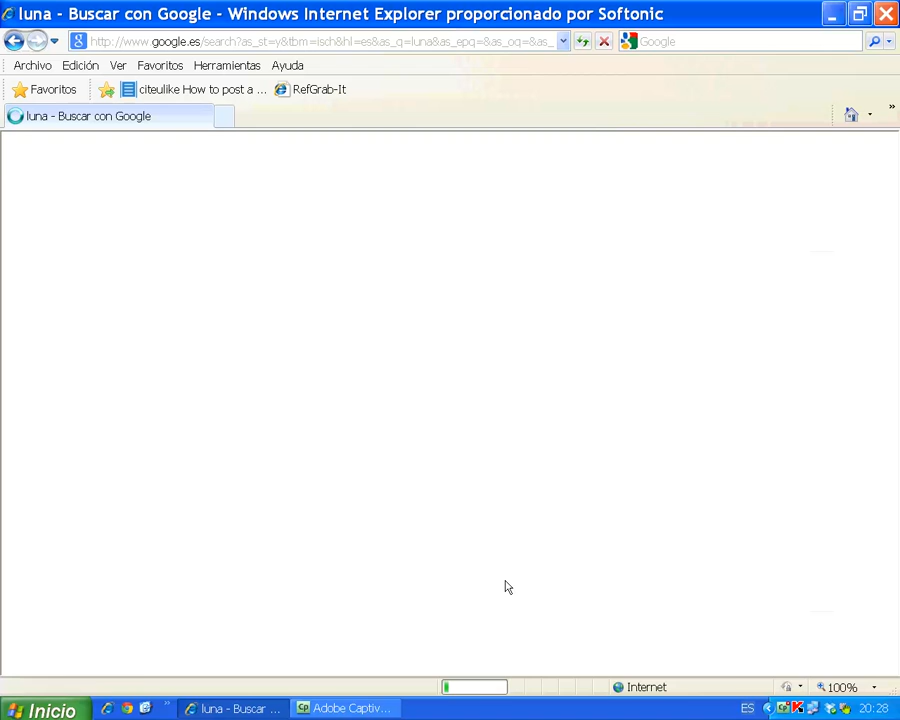 luna - Buscar con Google - Windows Internet Explorer proporcionado por Softonic
http://www.google.es/search?as_st=y&tbm=isch&hl=es&as_q=luna&as_epq=&as_oq=&as_
Google
Archivo Edición Ver Favoritos Herramientas Ayuda
Favoritos citeulike How to post a ... RefGrab-It
luna - Buscar con Google
Internet 100%
Inicio luna - Buscar ... Cp Adobe Captiv... ES 20:28